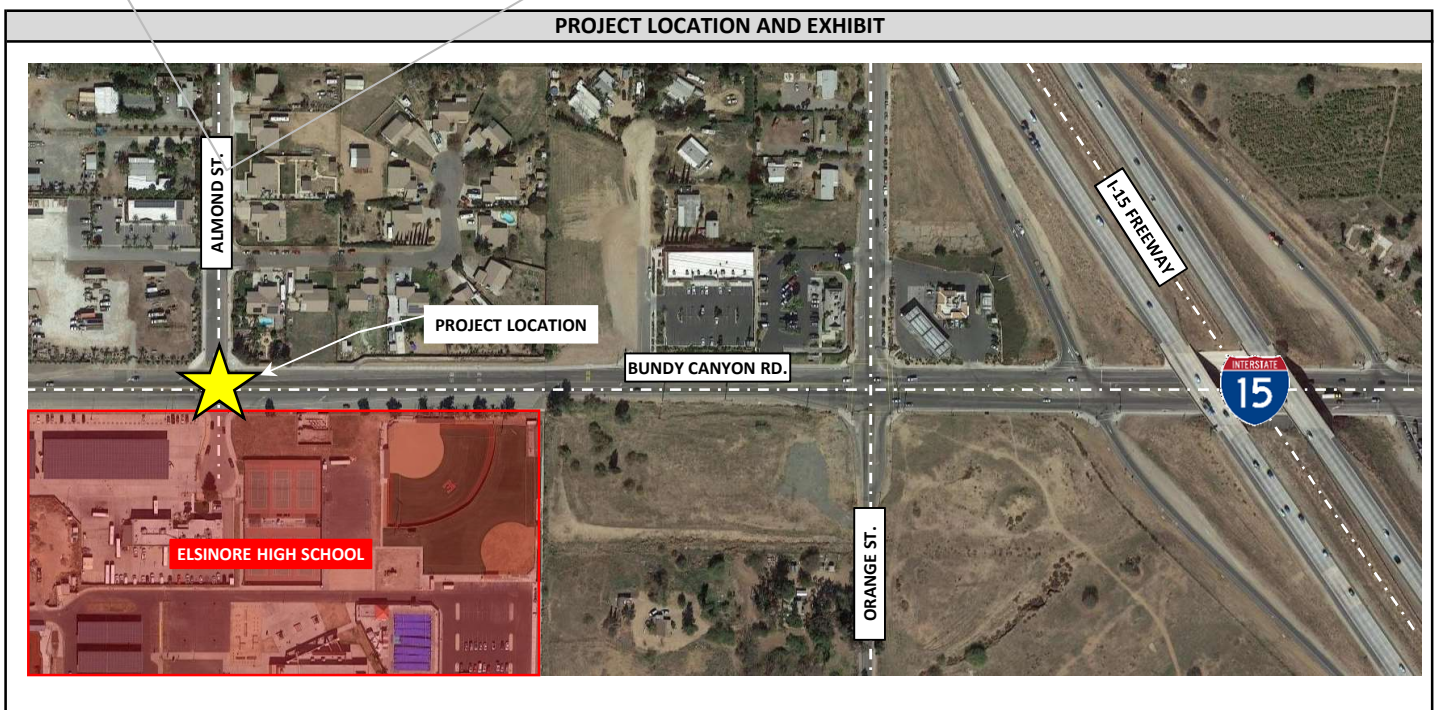 PROJECT LOCATION AND EXHIBIT
ALMOND ST.
I-15 FREEWAY
PROJECT LOCATION
BUNDY CANYON RD.
INTERSTATE
15
ELSINORE HIGH SCHOOL
ORANGE ST.